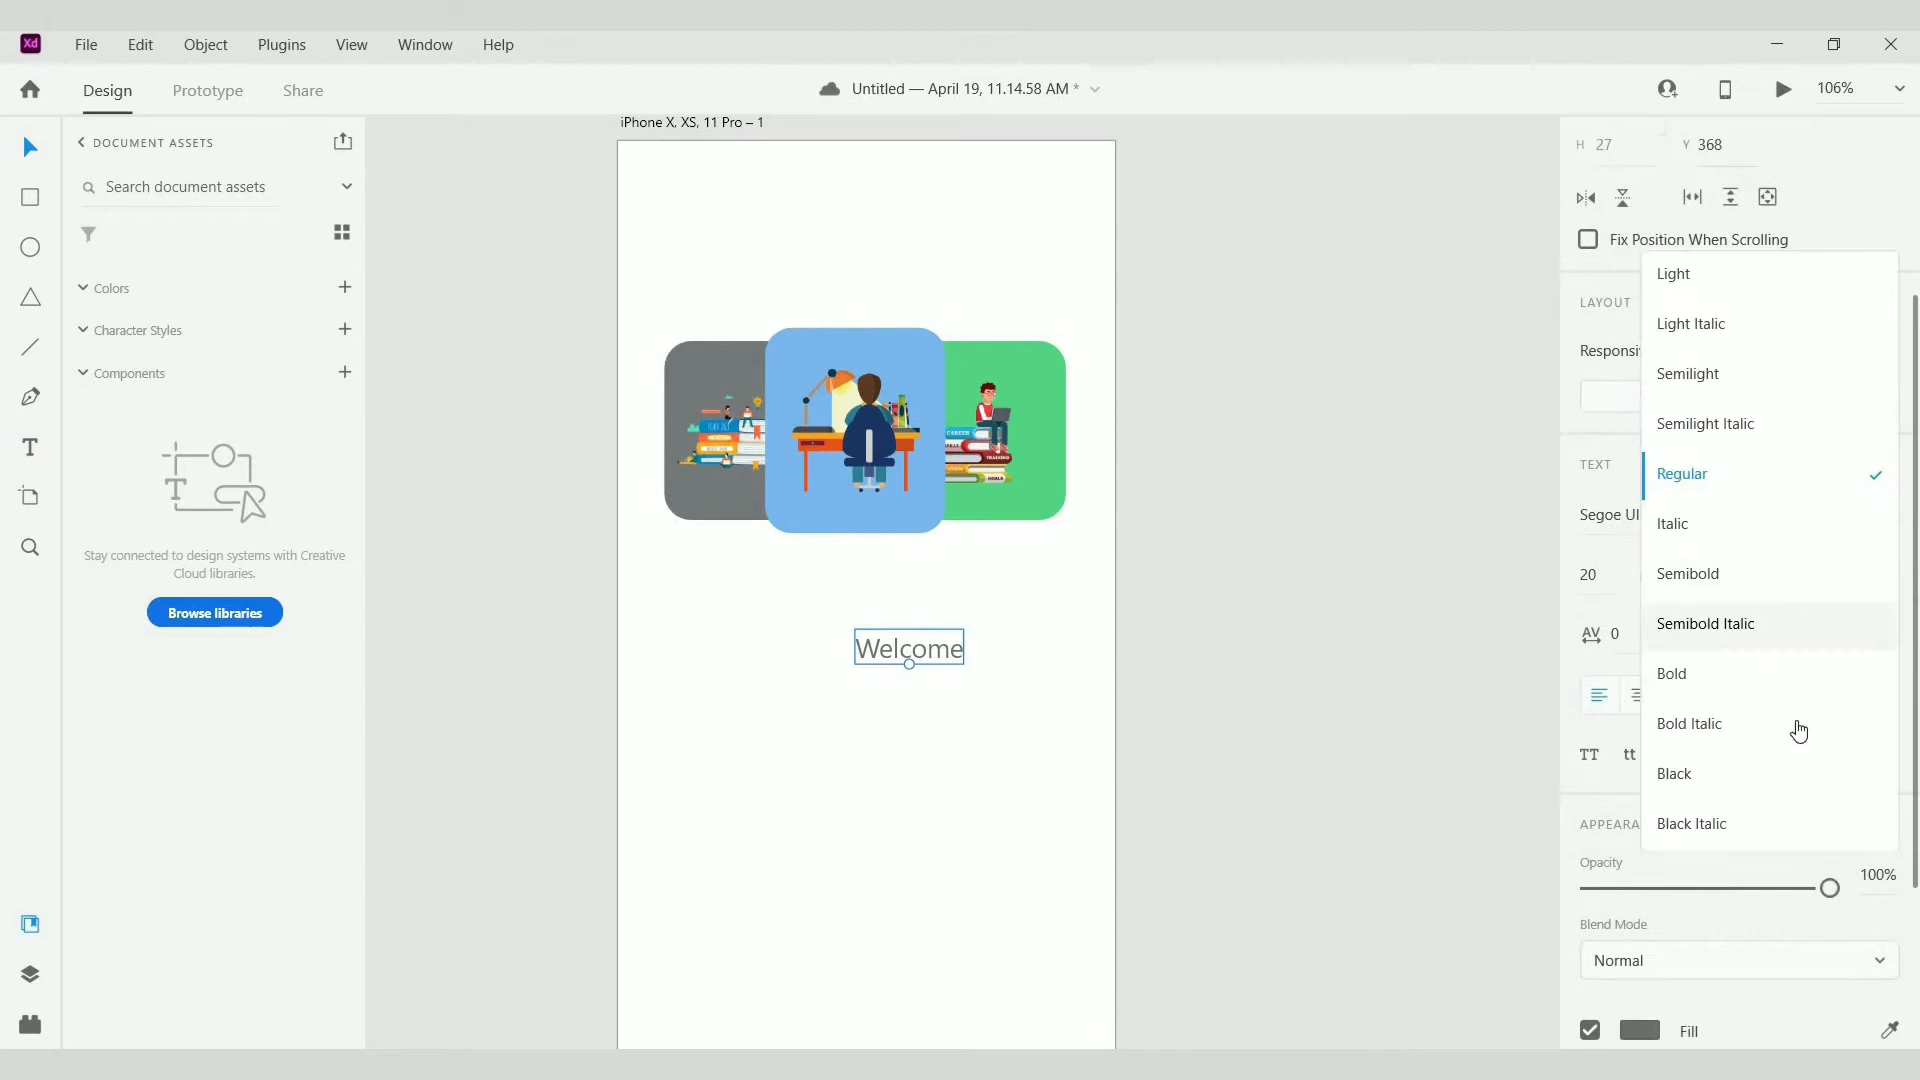 Xd
File Edit Object Plugins View Window Help
Design Prototype Share
Untitled — April 19, 11.14.58 AM *
106%
iPhone X, XS, 11 Pro – 1
DOCUMENT ASSETS
Search document assets
Colors
Character Styles
Components
Stay connected to design systems with Creative
Cloud libraries.
Browse libraries
CAREER
TRAINING
GOALS
Welcome
H 27 Y 368
Fix Position When Scrolling
LAYOUT
TEXT
Segoe UI
20
AV 0
TT tt
Light
Light Italic
Semilight
Semilight Italic
Regular
Italic
Semibold
Semibold Italic
Bold
Bold Italic
Black
Black Italic
Opacity
100%
Blend Mode
Normal
Fill